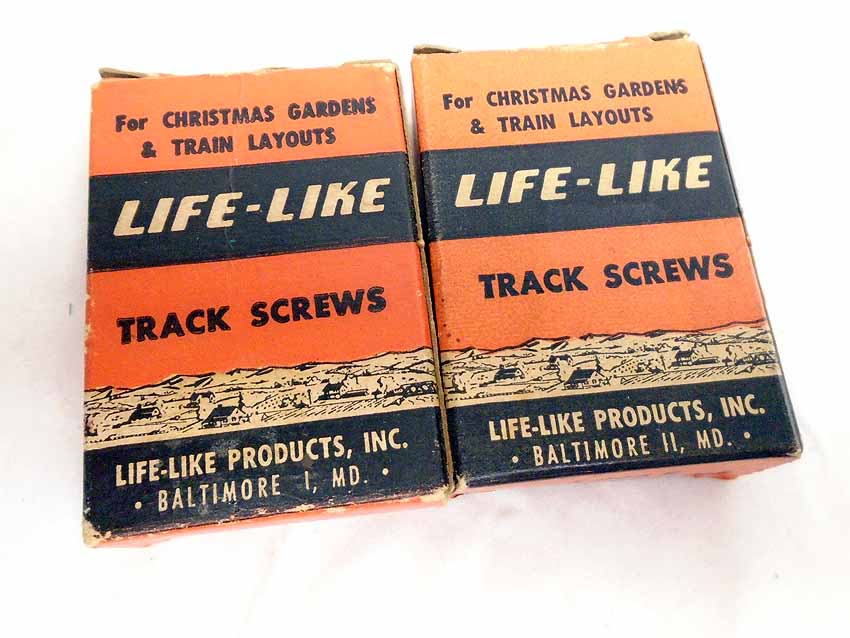 For CHRISTMAS GARDENS
& TRAIN LAYOUTS
LIFE-LIKE
TRACK SCREWS
LIFE-LIKE PRODUCTS, INC.
• BALTIMORE 1, MD. •
For CHRISTMAS GARDENS
& TRAIN LAYOUTS
LIFE-LIKE
TRACK SCREWS
LIFE-LIKE PRODUCTS, INC.
• BALTIMORE 11, MD. •